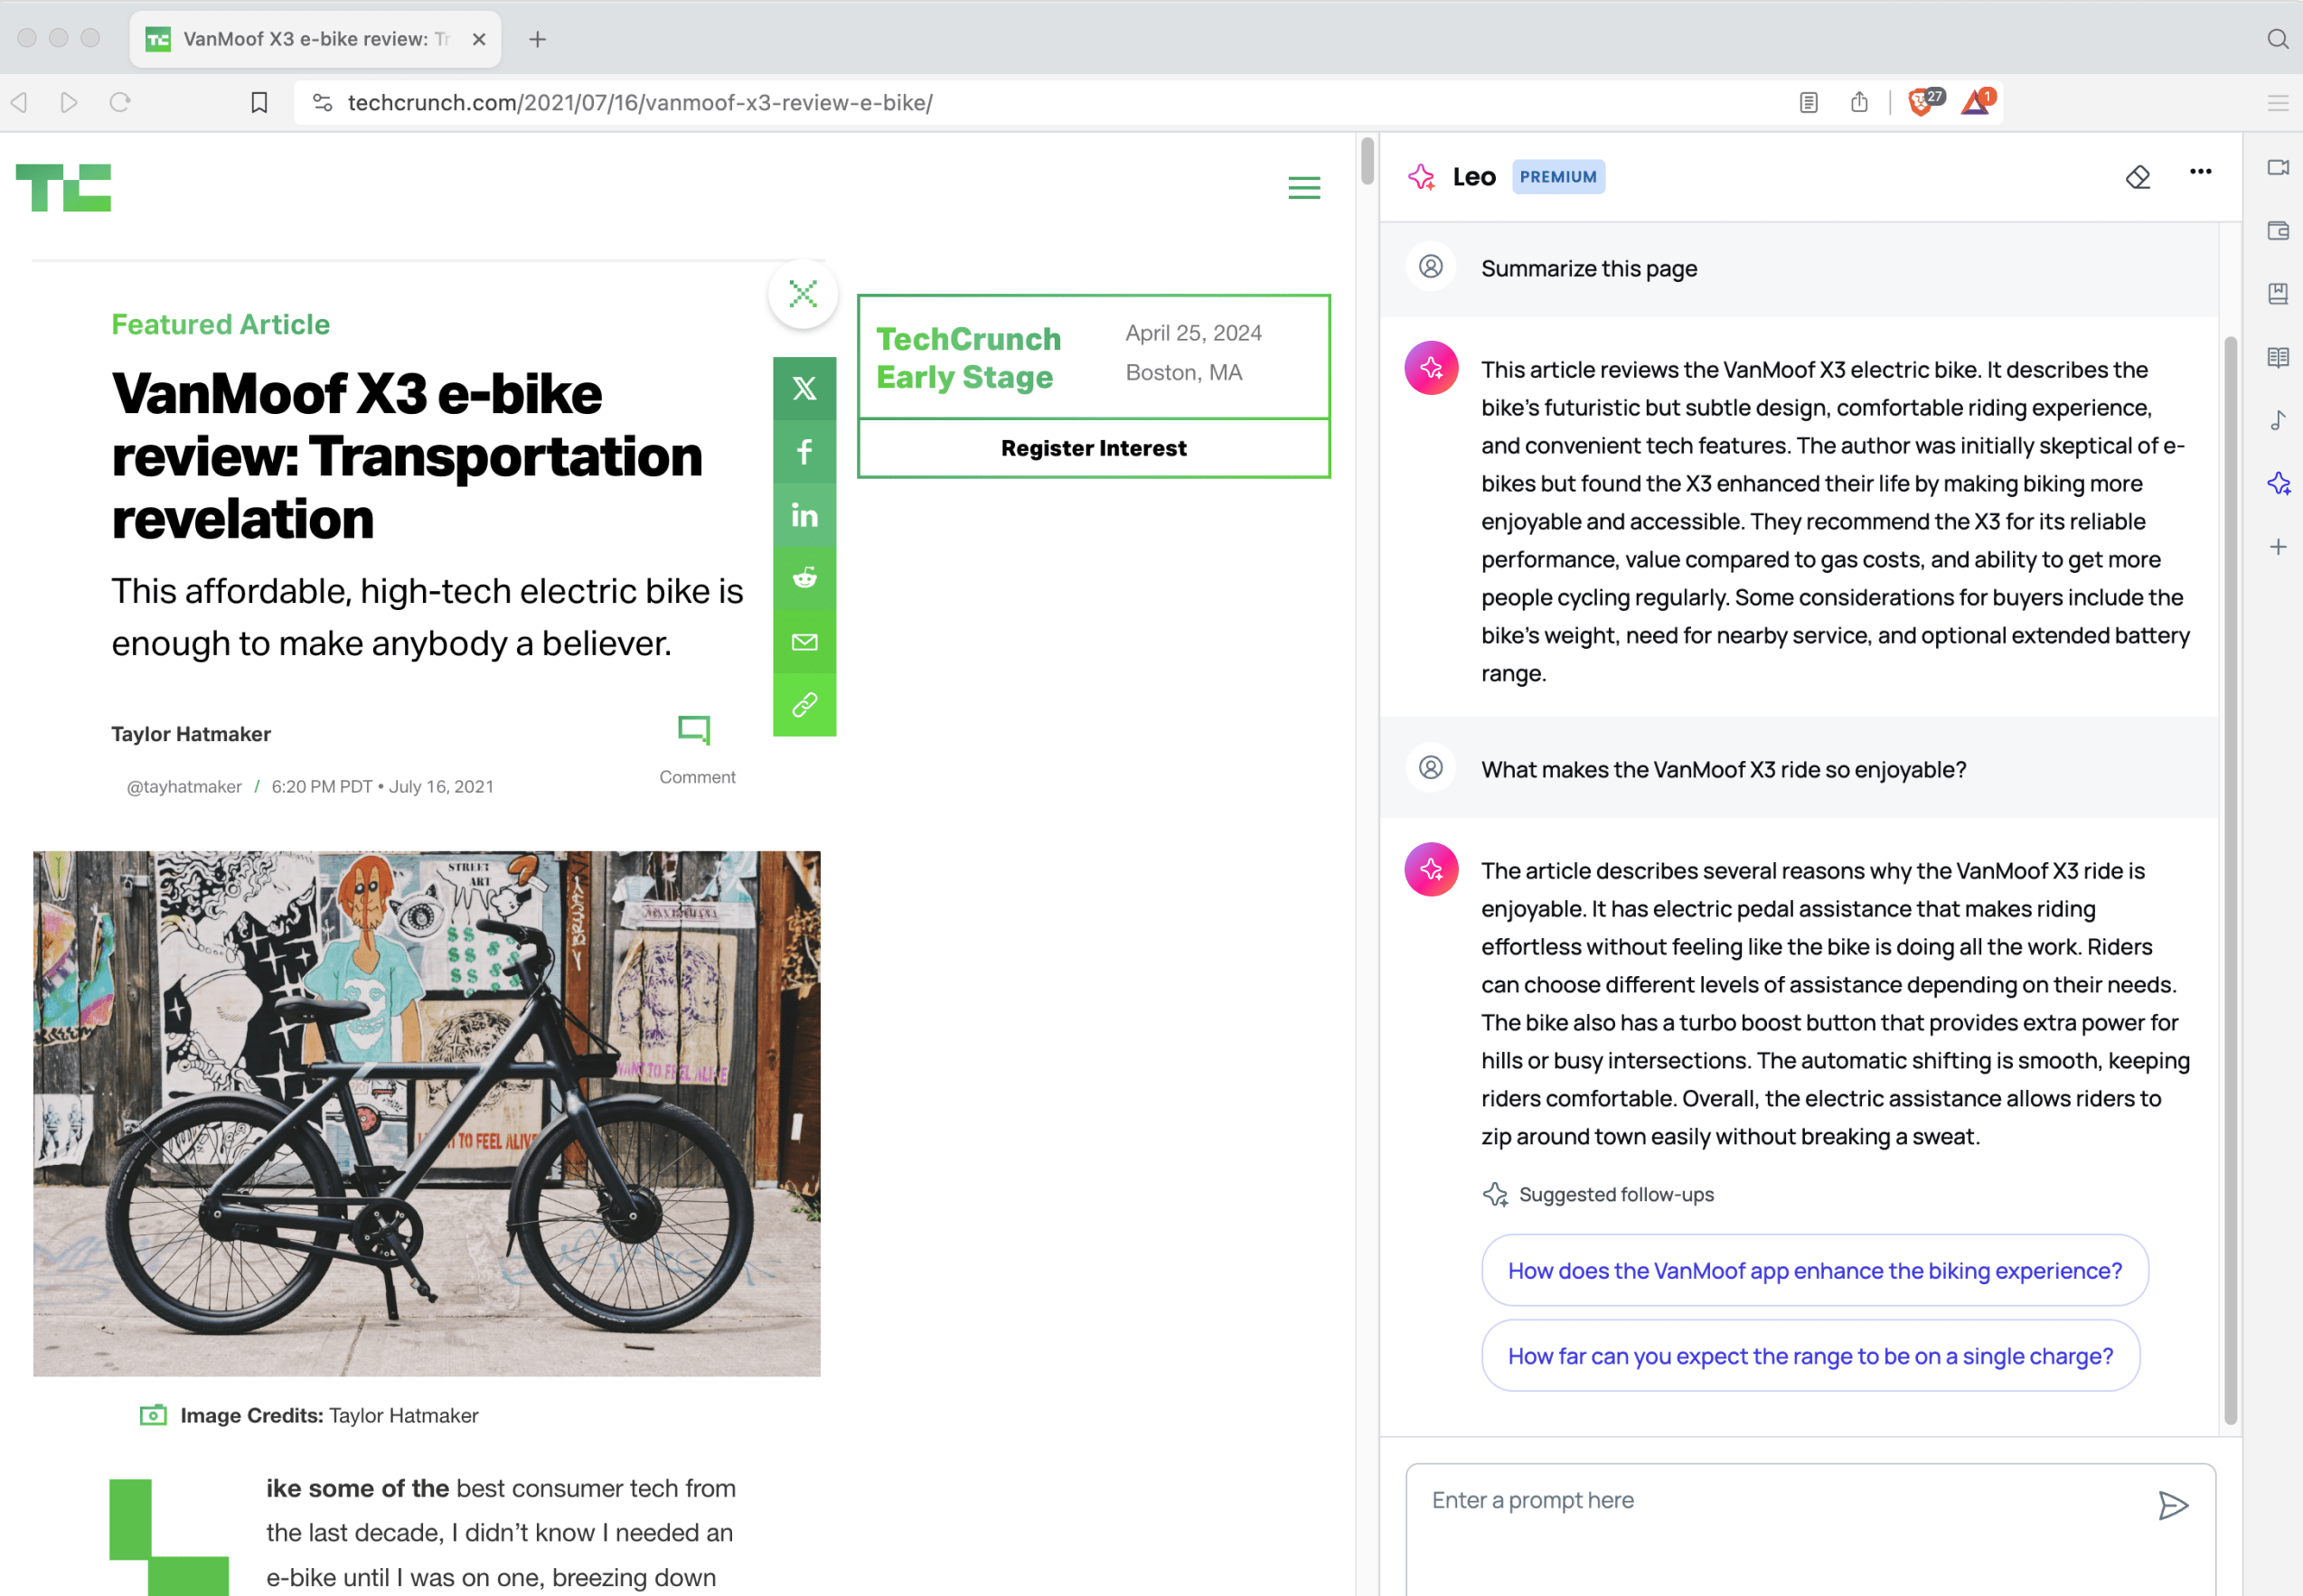 VanMoof X3 e-bike review: Tr
techcrunch.com/2021/07/16/vanmoof-x3-review-e-bike/
27
1
TC
Featured Article
VanMoof X3 e-bike
review: Transportation
revelation
This affordable, high-tech electric bike is
enough to make anybody a believer.
Taylor Hatmaker
@tayhatmaker / 6:20 PM PDT • July 16, 2021
Comment
TechCrunch
Early Stage
April 25, 2024
Boston, MA
Register Interest
STREET
ART
$$
$$$
$$$
$$
WANT TO FEEL ALIVE
TO FEEL ALIVE
Image Credits: Taylor Hatmaker
ike some of the best consumer tech from
the last decade, I didn’t know I needed an
e-bike until I was on one, breezing down
Leo PREMIUM
Summarize this page
This article reviews the VanMoof X3 electric bike. It describes the
bike’s futuristic but subtle design, comfortable riding experience,
and convenient tech features. The author was initially skeptical of e-
bikes but found the X3 enhanced their life by making biking more
enjoyable and accessible. They recommend the X3 for its reliable
performance, value compared to gas costs, and ability to get more
people cycling regularly. Some considerations for buyers include the
bike’s weight, need for nearby service, and optional extended battery
range.
What makes the VanMoof X3 ride so enjoyable?
The article describes several reasons why the VanMoof X3 ride is
enjoyable. It has electric pedal assistance that makes riding
effortless without feeling like the bike is doing all the work. Riders
can choose different levels of assistance depending on their needs.
The bike also has a turbo boost button that provides extra power for
hills or busy intersections. The automatic shifting is smooth, keeping
riders comfortable. Overall, the electric assistance allows riders to
zip around town easily without breaking a sweat.
Suggested follow-ups
How does the VanMoof app enhance the biking experience?
How far can you expect the range to be on a single charge?
Enter a prompt here